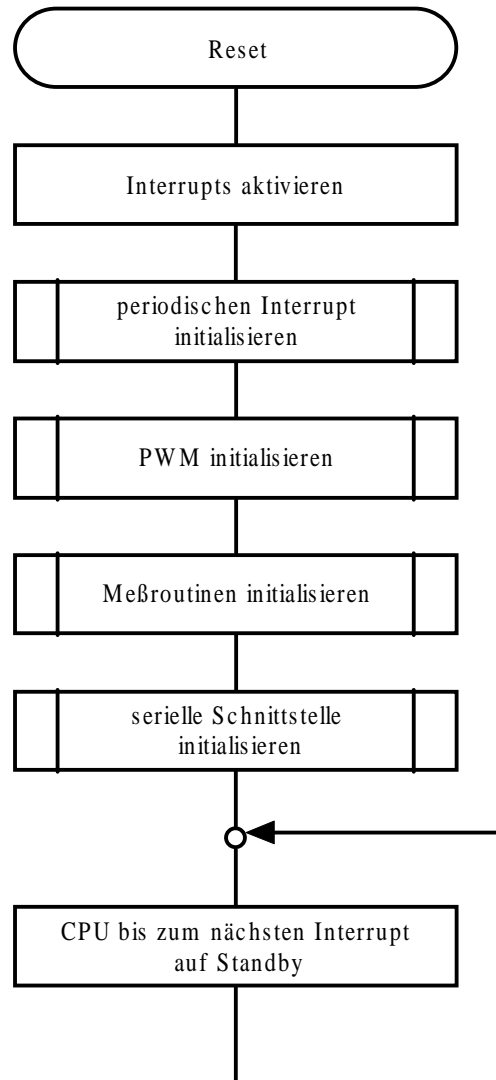 Reset
Interrupts aktivieren
periodischen Interrupt
initialisieren
PWM initialisieren
Meßroutinen initialisieren
serielle Schnittstelle
initialisieren
CPU bis zum nächsten Interrupt
auf Standby